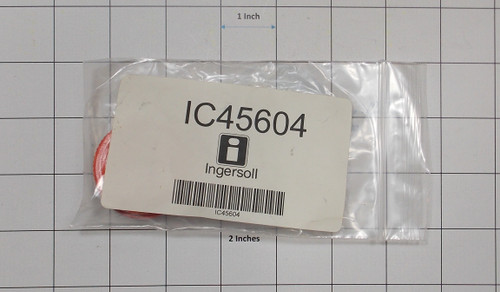 1 Inch
IC45604
i
Ingersoll
IC45604
2 Inches